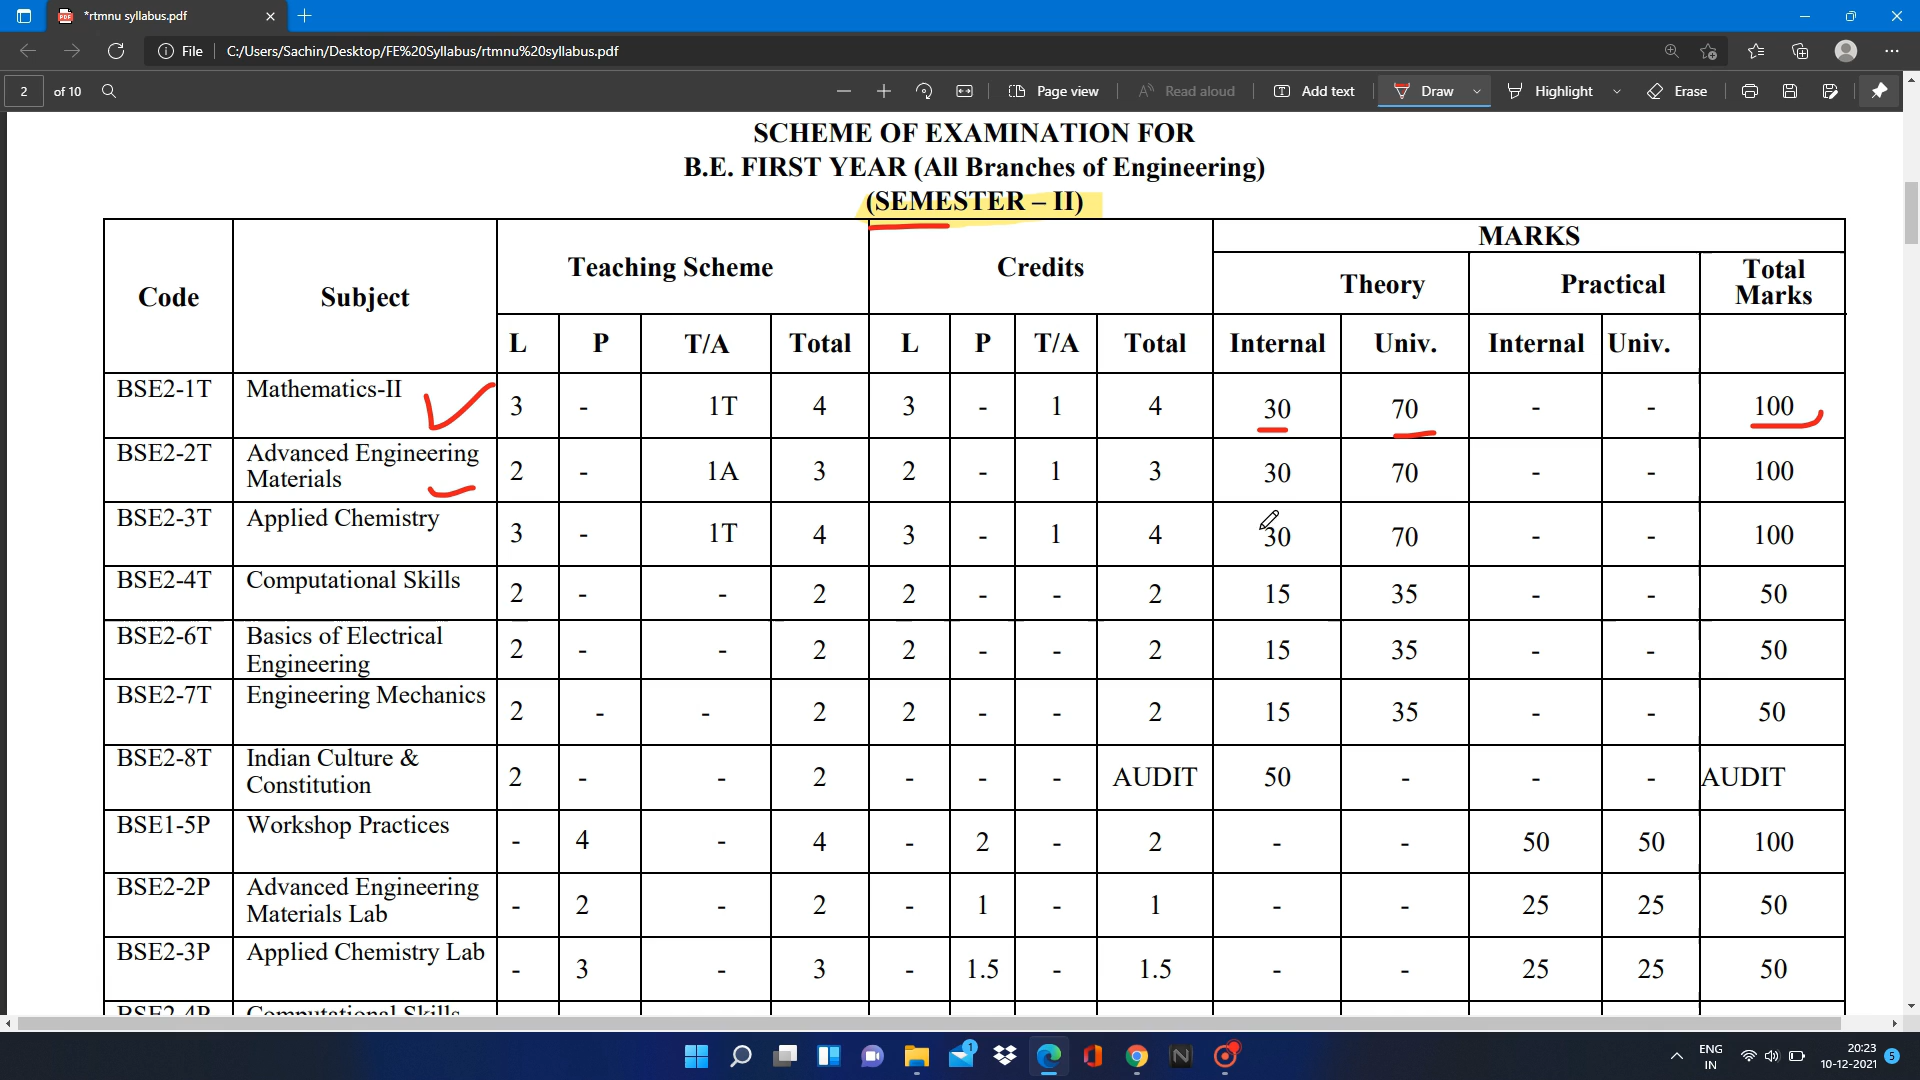 *rtmnu syllabus.pdf
File C:/Users/Sachin/Desktop/FE%20Syllabus/rtmnu%20syllabus.pdf
2 of 10 Page view Read aloud Add text Draw Highlight Erase
SCHEME OF EXAMINATION FOR
B.E. FIRST YEAR (All Branches of Engineering)
(SEMESTER – II)
Code Subject Teaching Scheme Credits MARKS
Theory Practical Total Marks
L P T/A Total L P T/A Total Internal Univ. Internal Univ.
BSE2-1T Mathematics-II 3 - 1T 4 3 - 1 4 30 70 - - 100
BSE2-2T Advanced Engineering Materials 2 - 1A 3 2 - 1 3 30 70 - - 100
BSE2-3T Applied Chemistry 3 - 1T 4 3 - 1 4 30 70 - - 100
BSE2-4T Computational Skills 2 - - 2 2 - - 2 15 35 - - 50
BSE2-6T Basics of Electrical Engineering 2 - - 2 2 - - 2 15 35 - - 50
BSE2-7T Engineering Mechanics 2 - - 2 2 - - 2 15 35 - - 50
BSE2-8T Indian Culture & Constitution 2 - - 2 - - - AUDIT 50 - - - AUDIT
BSE1-5P Workshop Practices - 4 - 4 - 2 - 2 - - 50 50 100
BSE2-2P Advanced Engineering Materials Lab - 2 - 2 - 1 - 1 - - 25 25 50
BSE2-3P Applied Chemistry Lab - 3 - 3 - 1.5 - 1.5 - - 25 25 50
BSE2-4P Computational Skills
1 ENG 20:23
IN 10-12-2021 5